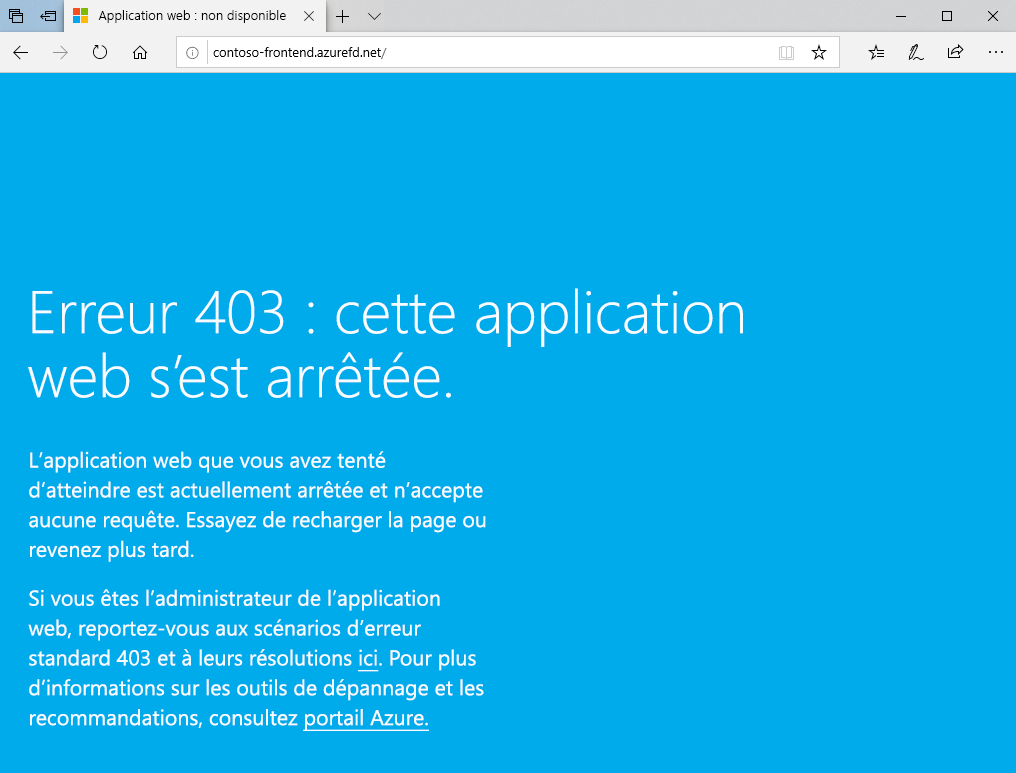 Application web : non disponible
contoso-frontend.azurefd.net/
Erreur 403 : cette application
web s’est arrêtée.
L’application web que vous avez tenté
d’atteindre est actuellement arrêtée et n’accepte
aucune requête. Essayez de recharger la page ou
revenez plus tard.
Si vous êtes l’administrateur de l’application
web, reportez-vous aux scénarios d’erreur
standard 403 et à leurs résolutions ici. Pour plus
d’informations sur les outils de dépannage et les
recommandations, consultez portail Azure.